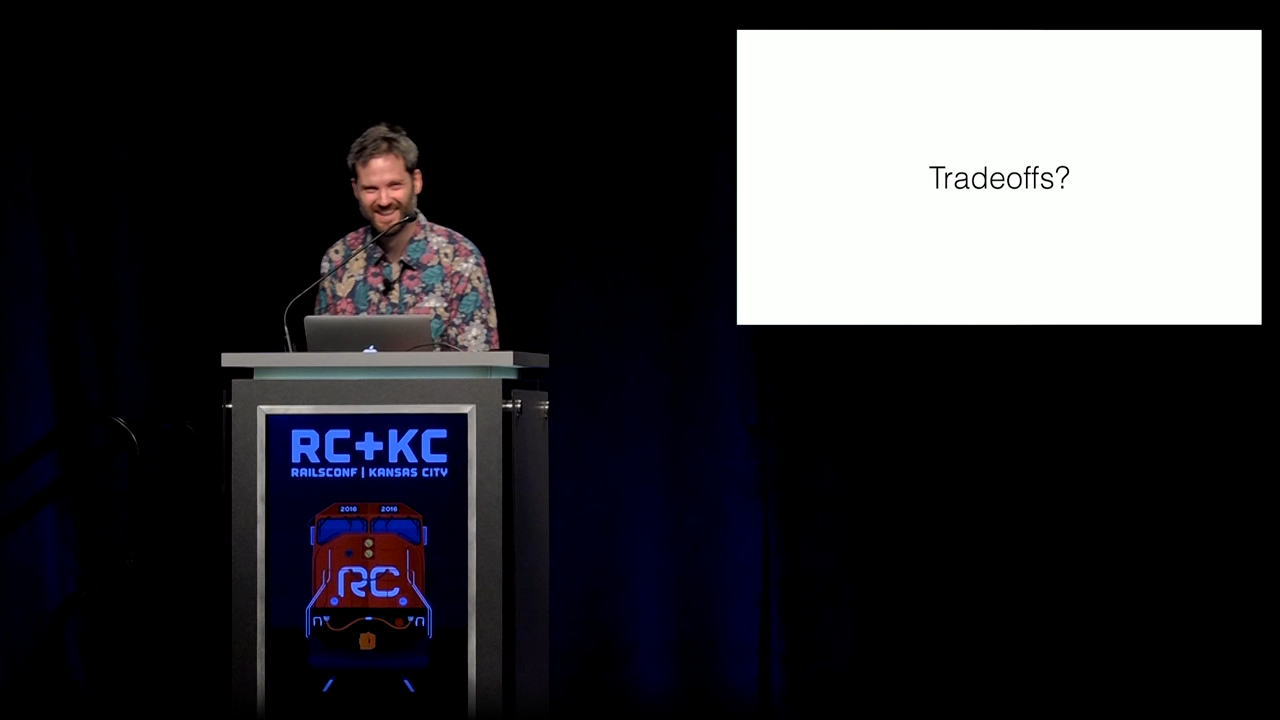 Tradeoffs?
RC+KC
RAILSCONF | KANSAS CITY
2016 2016
RC